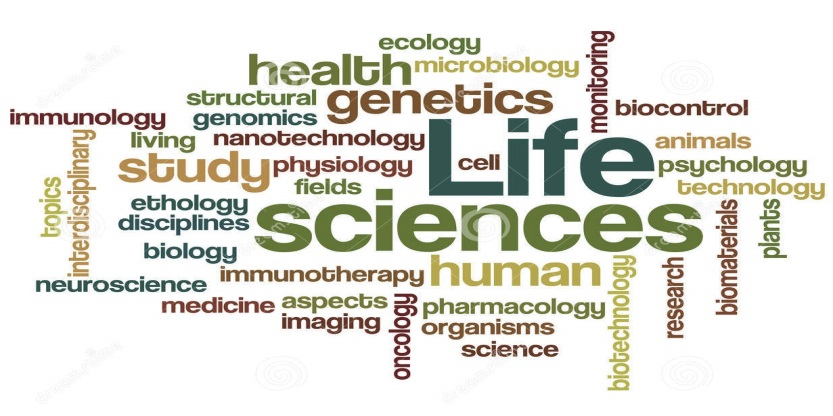 ecology
health
microbiology
monitoring
structural
genetics
biocontrol
immunology
genomics
living
nanotechnology
Life
animals
interdisciplinary
study
physiology
cell
psychology
fields
technology
topics
ethology
sciences
plants
disciplines
biomaterials
biology
immunotherapy
human
neuroscience
biotechnology
research
medicine
aspects
oncology
pharmacology
imaging
organisms
science